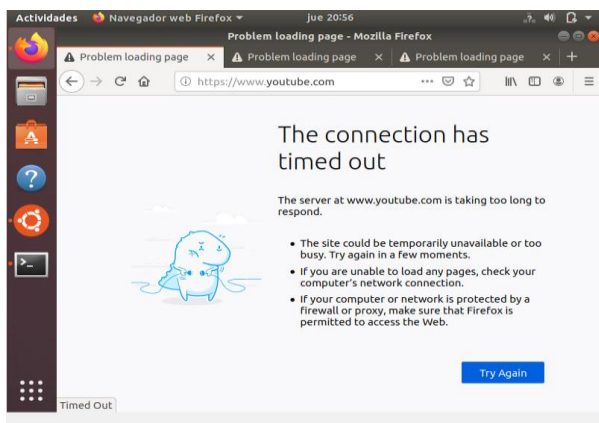 Actividades Navegador web Firefox jue 20:56
Problem loading page - Mozilla Firefox
Problem loading page Problem loading page Problem loading page
https://www.youtube.com
The connection has
timed out
The server at www.youtube.com is taking too long to
respond.
The site could be temporarily unavailable or too
busy. Try again in a few moments.
If you are unable to load any pages, check your
computer's network connection.
If your computer or network is protected by a
firewall or proxy, make sure that Firefox is
permitted to access the Web.
Try Again
Timed Out